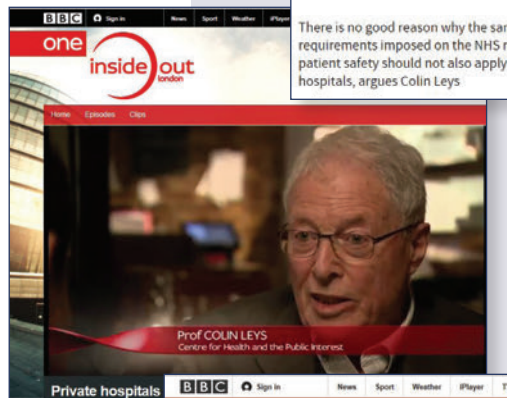 BBC Sign in News Sport Weather iPlayer
There is no good reason why the
requirements imposed on the NHS
patient safety should not also apply
hospitals, argues Colin Leys
one
inside out
london
Home Episodes Clips
Prof COLIN LEYS
Centre for Health and the Public Interest
Private hospitals
BBC Sign in News Sport Weather iPlayer